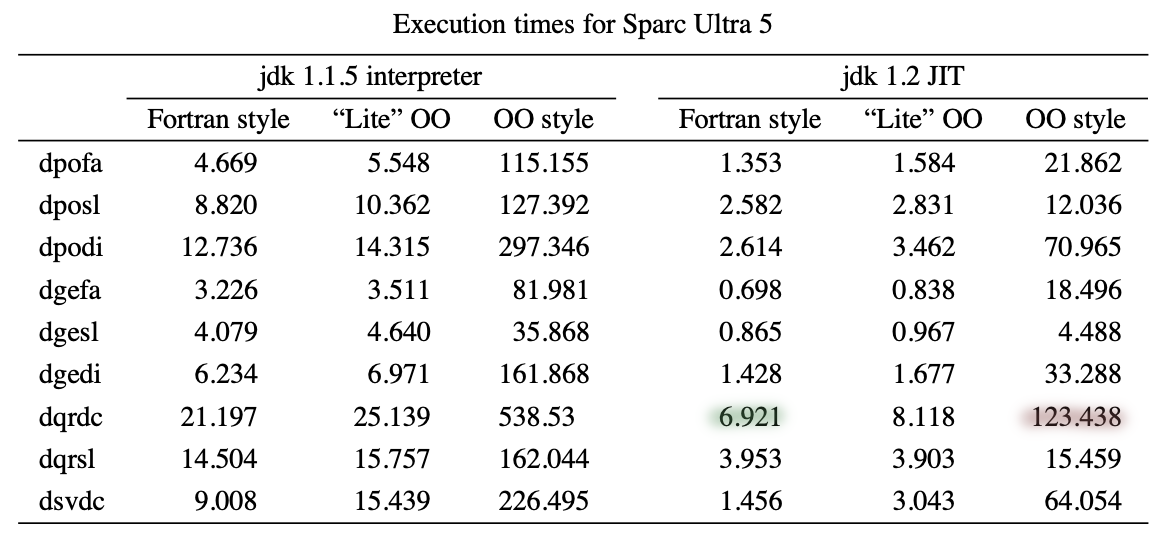 Execution times for Sparc Ultra 5
jdk 1.1.5 interpreter jdk 1.2 JIT
Fortran style “Lite” OO OO style Fortran style “Lite” OO OO style
dpofa 4.669 5.548 115.155 1.353 1.584 21.862
dposl 8.820 10.362 127.392 2.582 2.831 12.036
dpodi 12.736 14.315 297.346 2.614 3.462 70.965
dgefa 3.226 3.511 81.981 0.698 0.838 18.496
dgesl 4.079 4.640 35.868 0.865 0.967 4.488
dgedi 6.234 6.971 161.868 1.428 1.677 33.288
dqrdc 21.197 25.139 538.53 6.921 8.118 123.438
dqrsl 14.504 15.757 162.044 3.953 3.903 15.459
dsvdc 9.008 15.439 226.495 1.456 3.043 64.054